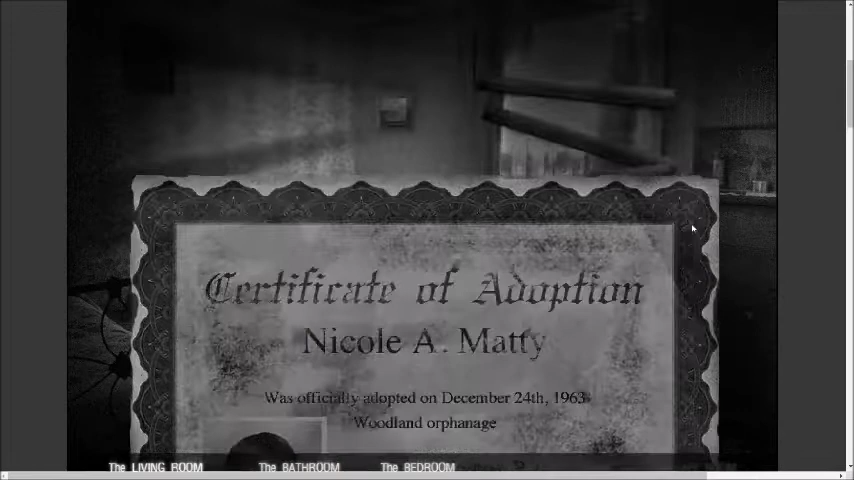 Certificate of Adoption
Nicole A. Matty
Was officially adopted on December 24th, 1963
Woodland orphanage
The LIVING ROOM The BATHROOM The BEDROOM